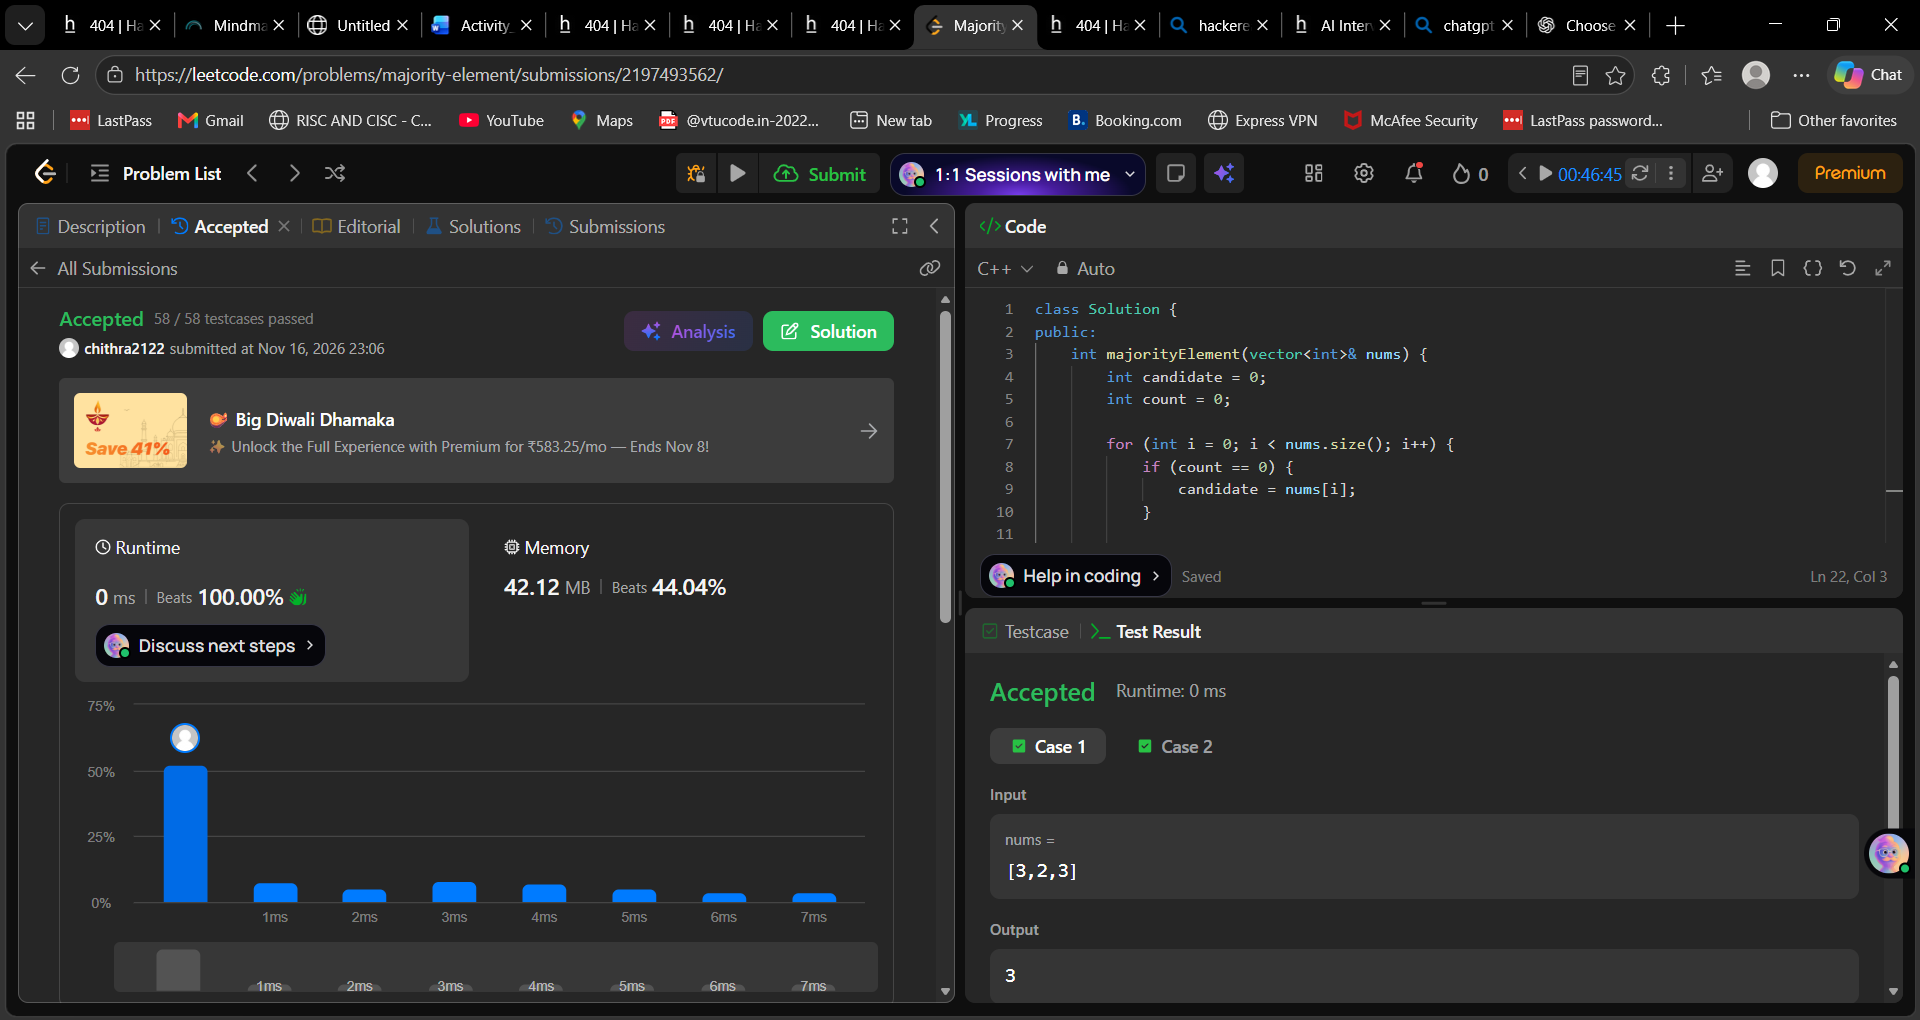 404 | Ha
Mindma
Untitled
Activity_
404 | Ha
404 | Ha
404 | Ha
Majority
404 | Ha
hackere
AI Inter
chatgpt
Choose
https://leetcode.com/problems/majority-element/submissions/2197493562/
Chat
LastPass
Gmail
RISC AND CISC - C...
YouTube
Maps
@vtucode.in-2022...
New tab
Progress
Booking.com
Express VPN
McAfee Security
LastPass password...
Other favorites
Problem List
Submit
1:1 Sessions with me
0
00:46:45
Premium
Description
Accepted
Editorial
Solutions
Submissions
All Submissions
Accepted 58 / 58 testcases passed
chithra2122 submitted at Nov 16, 2026 23:06
Analysis
Solution
Save 41%
Big Diwali Dhamaka
Unlock the Full Experience with Premium for ₹583.25/mo — Ends Nov 8!
Runtime
0 ms | Beats 100.00%
Discuss next steps
Memory
42.12 MB | Beats 44.04%
75%
50%
25%
0%
1ms 2ms 3ms 4ms 5ms 6ms 7ms
1ms 2ms 3ms 4ms 5ms 6ms 7ms
</> Code
C++
Auto
1 class Solution {
2 public:
3 int majorityElement(vector<int>& nums) {
4 int candidate = 0;
5 int count = 0;
6
7 for (int i = 0; i < nums.size(); i++) {
8 if (count == 0) {
9 candidate = nums[i];
10 }
11
Help in coding
Saved
Ln 22, Col 3
Testcase
Test Result
Accepted Runtime: 0 ms
Case 1
Case 2
Input
nums =
[3,2,3]
Output
3